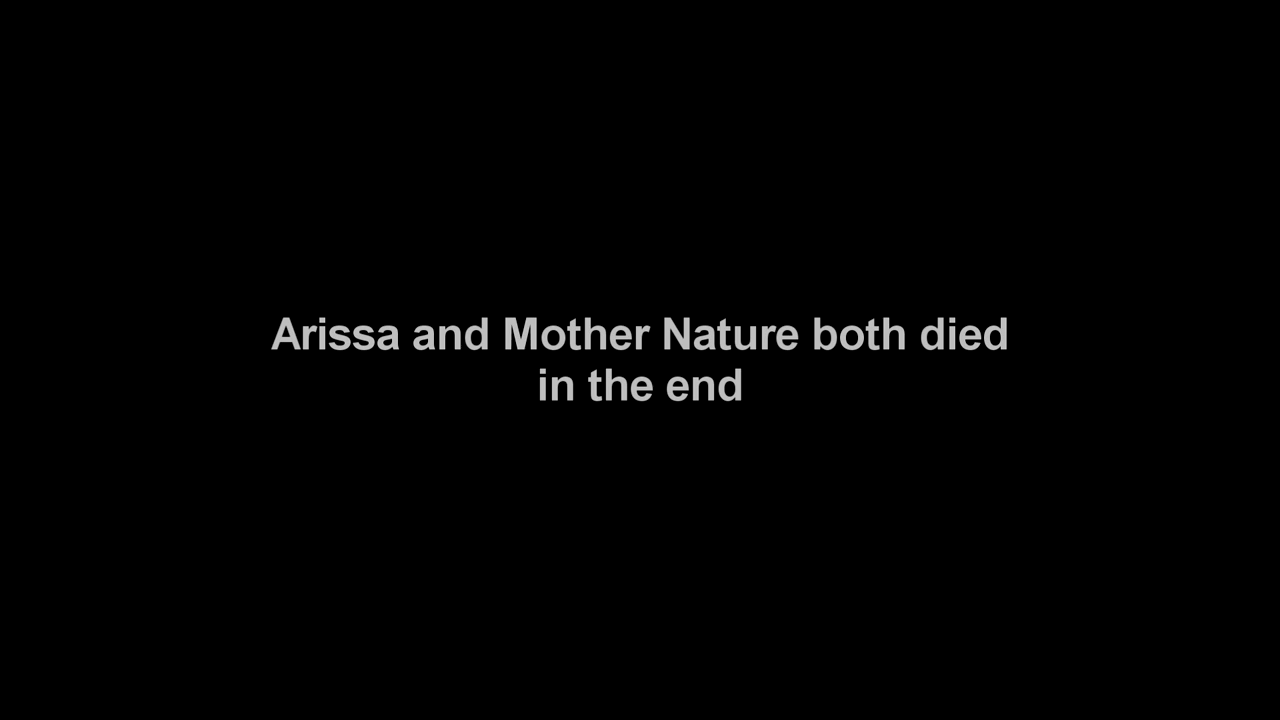 Arissa and Mother Nature both died
in the end